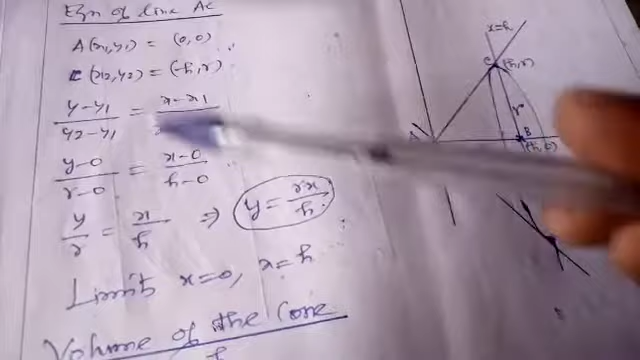 Eqn of line AC
A(x1,y1) = (0,0)
C(x2,y2) = (h,r)
y-y1 / y2-y1 = x-x1
y-0 / r-0 = x-0 / h-0
y / r = x / h ⇒ y = rx / h
Limits x=0, x=h
Volume of the Cone
h
x=h
C (h,r)
r
A
B
(h,0)